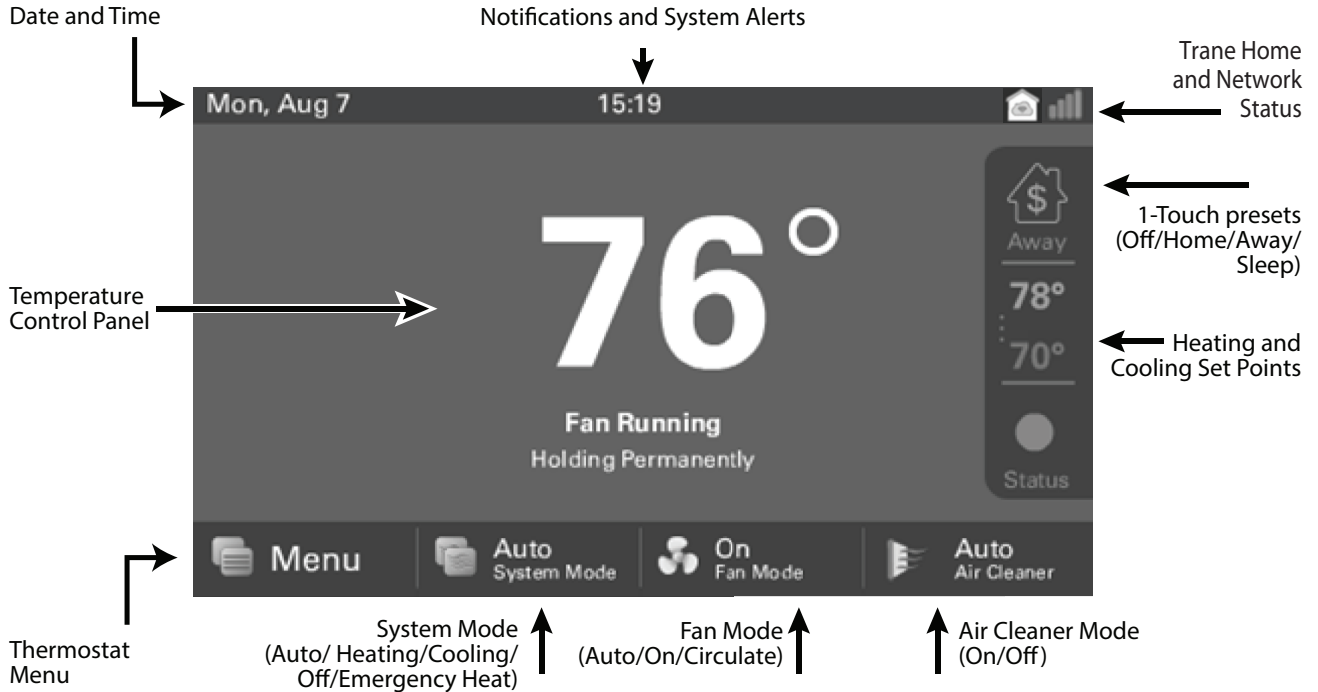 Date and Time
Notifications and System Alerts
Trane Home
and Network
Status
Mon, Aug 7
15:19
76°
Away
1-Touch presets
(Off/Home/Away/
Sleep)
$
78°
70°
Temperature
Control Panel
Heating and
Cooling Set Points
Fan Running
Holding Permanently
Status
Menu
Auto
System Mode
On
Fan Mode
Auto
Air Cleaner
Thermostat
Menu
System Mode
(Auto/ Heating/Cooling/
Off/Emergency Heat)
Fan Mode
(Auto/On/Circulate)
Air Cleaner Mode
(On/Off)